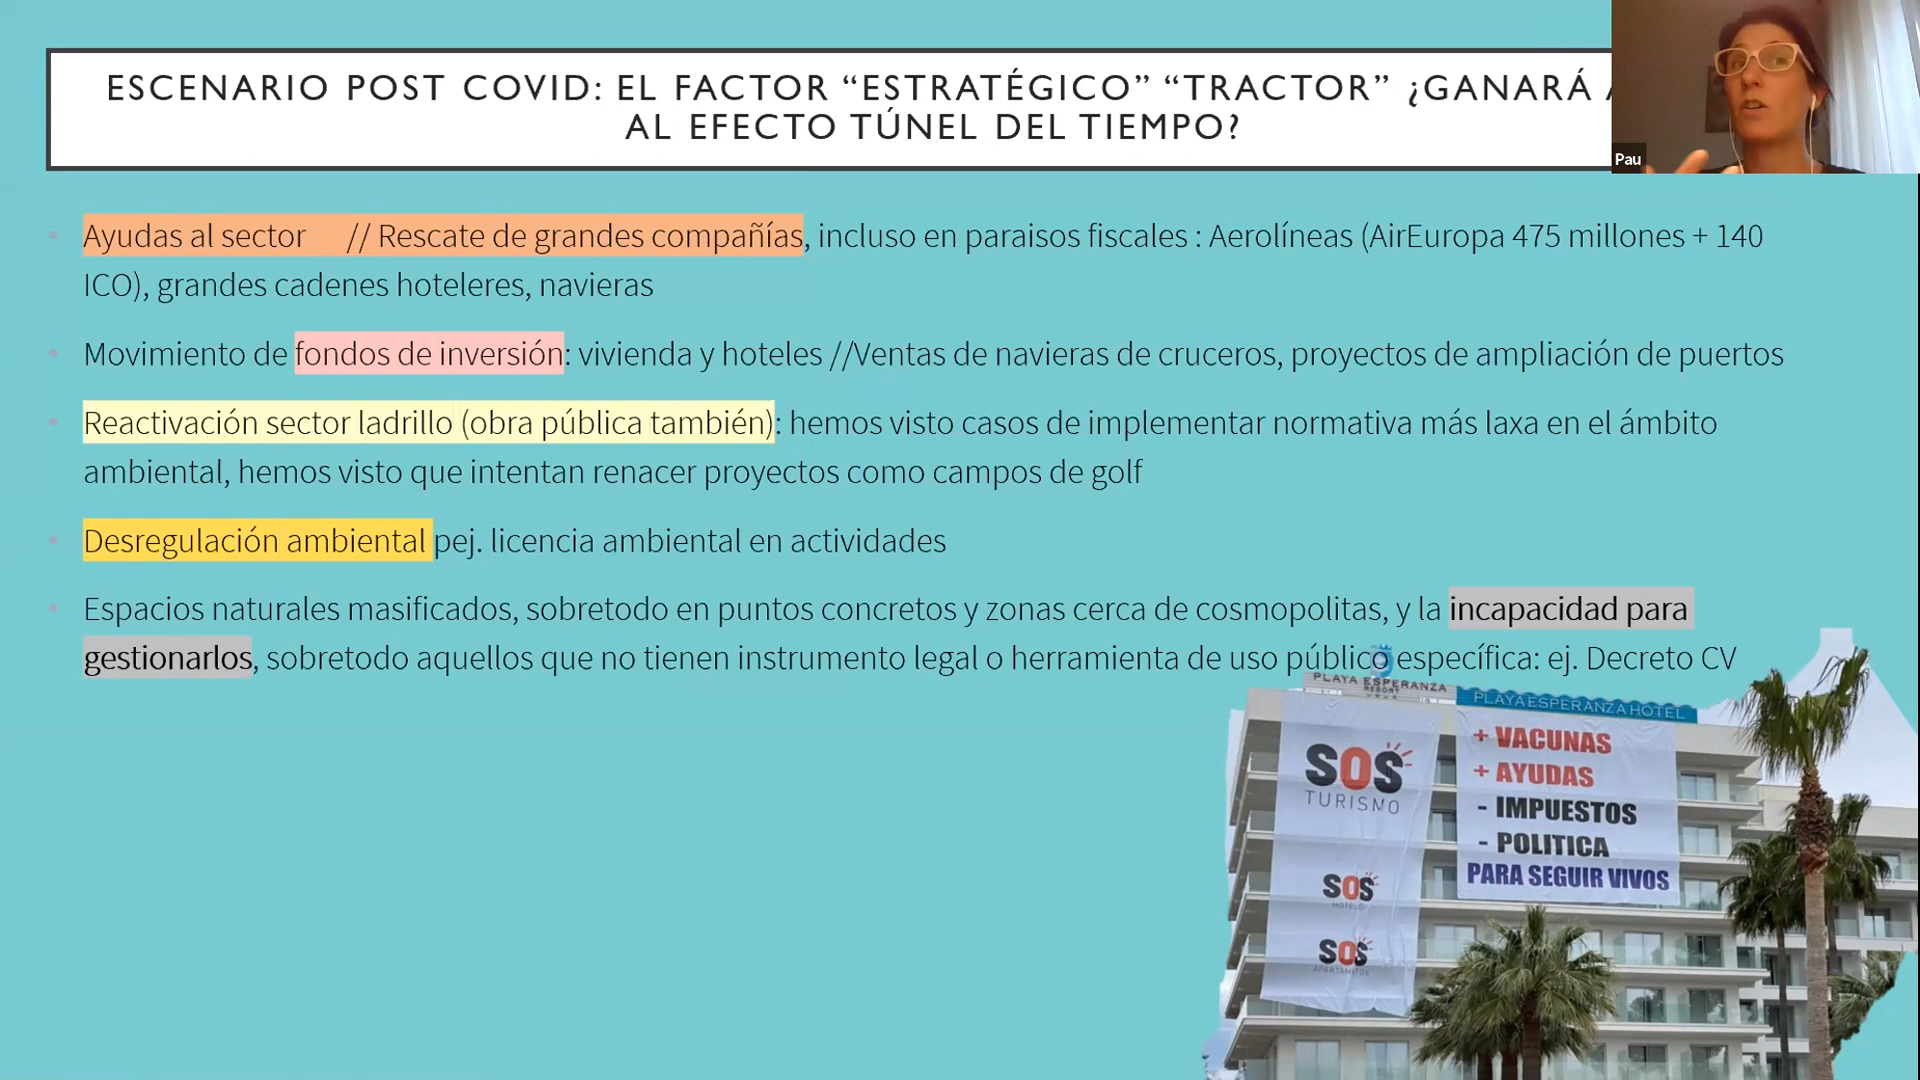 ESCENARIO POST COVID: EL FACTOR “ESTRATÉGICO” “TRACTOR” ¿GANARÁ
AL EFECTO TÚNEL DEL TIEMPO?
Pau
Ayudas al sector // Rescate de grandes compañías, incluso en paraisos fiscales : Aerolíneas (AirEuropa 475 millones + 140
ICO), grandes cadenes hoteleres, navieras
Movimiento de fondos de inversión: vivienda y hoteles //Ventas de navieras de cruceros, proyectos de ampliación de puertos
Reactivación sector ladrillo (obra pública también): hemos visto casos de implementar normativa más laxa en el ámbito
ambiental, hemos visto que intentan renacer proyectos como campos de golf
Desregulación ambiental pej. licencia ambiental en actividades
Espacios naturales masificados, sobretodo en puntos concretos y zonas cerca de cosmopolitas, y la incapacidad para
gestionarlos, sobretodo aquellos que no tienen instrumento legal o herramienta de uso público específica: ej. Decreto CV
PLAYA ESPERANZA
RESORT
PLAYA ESPERANZA HOTEL
SOS
TURISMO
+ VACUNAS
+ AYUDAS
- IMPUESTOS
- POLITICA
PARA SEGUIR VIVOS
SOS
HOTELS
SOS